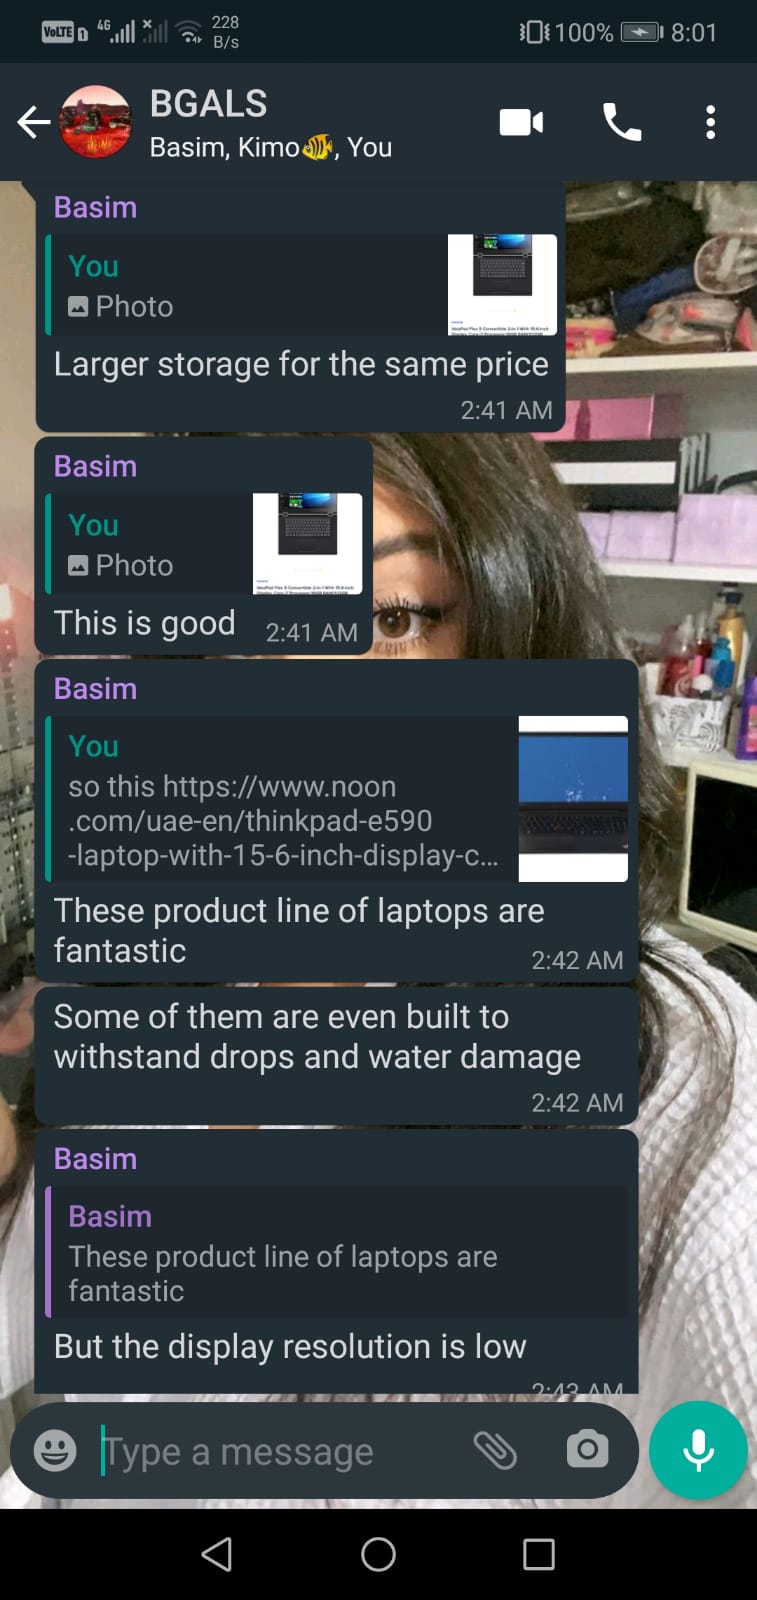 VoLTE 1 4G 228 B/s 100% 8:01
BGALS
Basim, Kimo🐠, You
Basim
You
Photo
Larger storage for the same price
2:41 AM
Basim
You
Photo
This is good 2:41 AM
Basim
You
so this https://www.noon
.com/uae-en/thinkpad-e590
-laptop-with-15-6-inch-display-c...
These product line of laptops are
fantastic 2:42 AM
Some of them are even built to
withstand drops and water damage
2:42 AM
Basim
Basim
These product line of laptops are
fantastic
But the display resolution is low
2:43 AM
Type a message